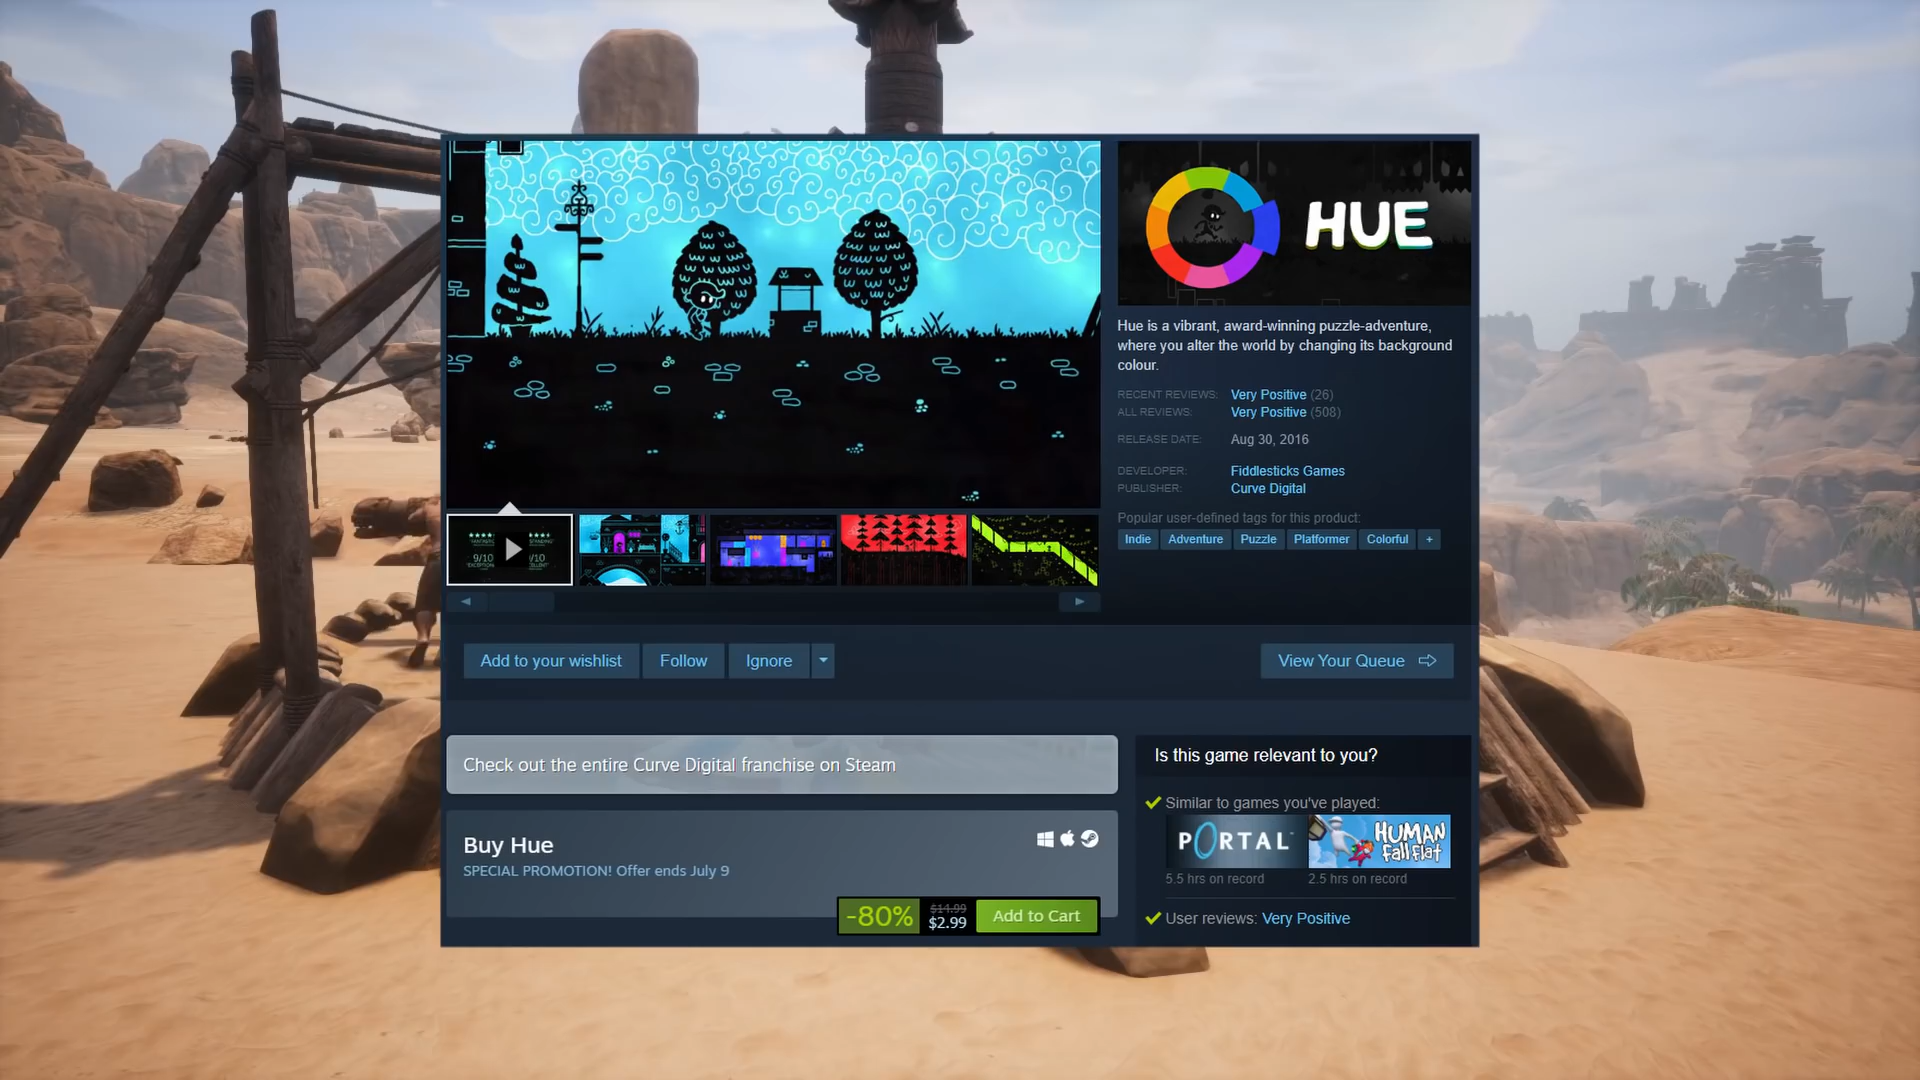 HUE
Hue is a vibrant, award-winning puzzle-adventure,
where you alter the world by changing its background
colour.
RECENT REVIEWS: Very Positive (26)
ALL REVIEWS: Very Positive (508)
RELEASE DATE: Aug 30, 2016
DEVELOPER: Fiddlesticks Games
PUBLISHER: Curve Digital
Popular user-defined tags for this product:
Indie Adventure Puzzle Platformer Colorful +
9/10 /10
Add to your wishlist Follow Ignore
View Your Queue
Check out the entire Curve Digital franchise on Steam
Buy Hue
SPECIAL PROMOTION! Offer ends July 9
-80% $14.99 $2.99 Add to Cart
Is this game relevant to you?
Similar to games you've played:
PORTAL
HUMAN
fall flat
5.5 hrs on record 2.5 hrs on record
User reviews: Very Positive